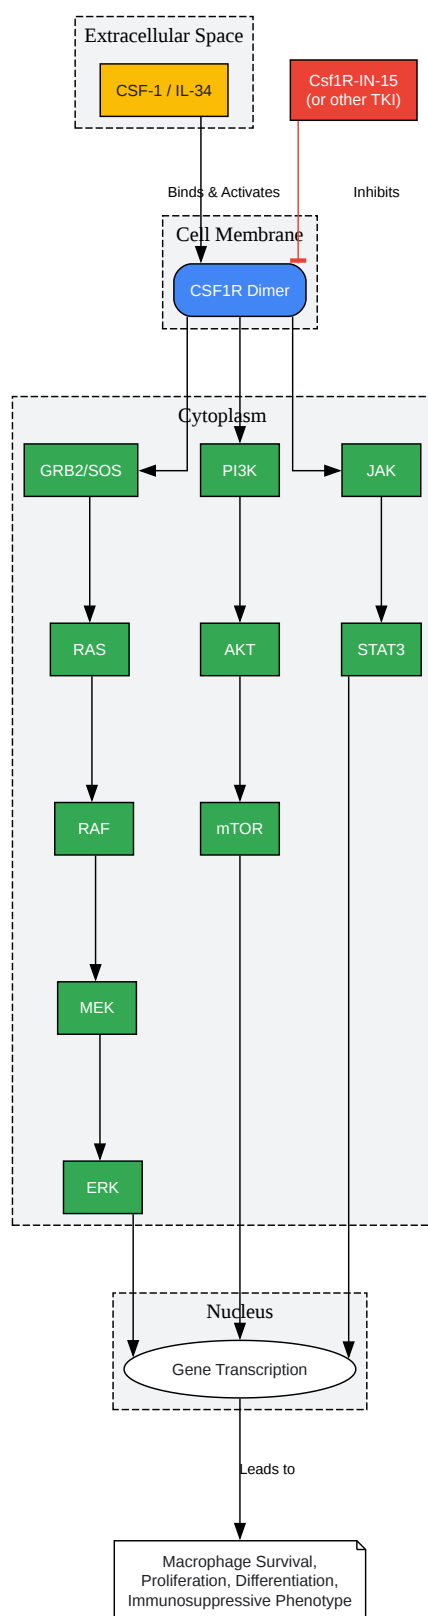 Extracellular Space
CSF-1 / IL-34
Csf1R-IN-15
(or other TKI)
Binds & Activates
Inhibits
Cell Membrane
CSF1R Dimer
Cytoplasm
GRB2/SOS
PI3K
JAK
RAS
AKT
STAT3
RAF
mTOR
MEK
ERK
Nucleus
Gene Transcription
Leads to
Macrophage Survival,
Proliferation, Differentiation,
Immunosuppressive Phenotype